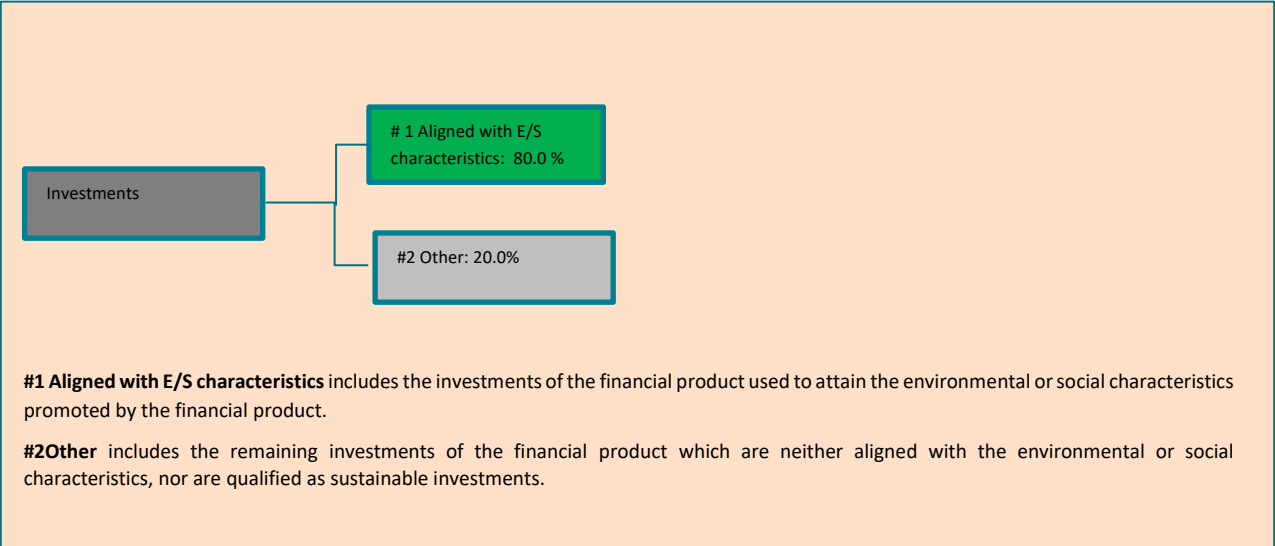 # 1 Aligned with E/S
characteristics: 80.0 %
Investments
#2 Other: 20.0%
#1 Aligned with E/S characteristics includes the investments of the financial product used to attain the environmental or social characteristics
promoted by the financial product.
#2Other includes the remaining investments of the financial product which are neither aligned with the environmental or social
characteristics, nor are qualified as sustainable investments.